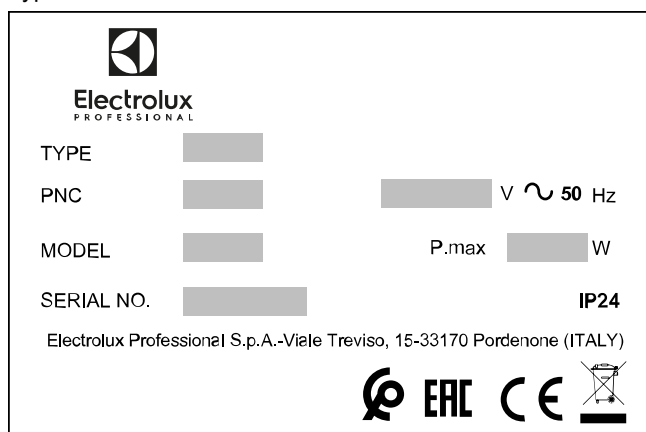 Electrolux
PROFESSIONAL
TYPE
PNC V 50 Hz
MODEL P.max W
SERIAL NO. IP24
Electrolux Professional S.p.A.-Viale Treviso, 15-33170 Pordenone (ITALY)
EAC CE